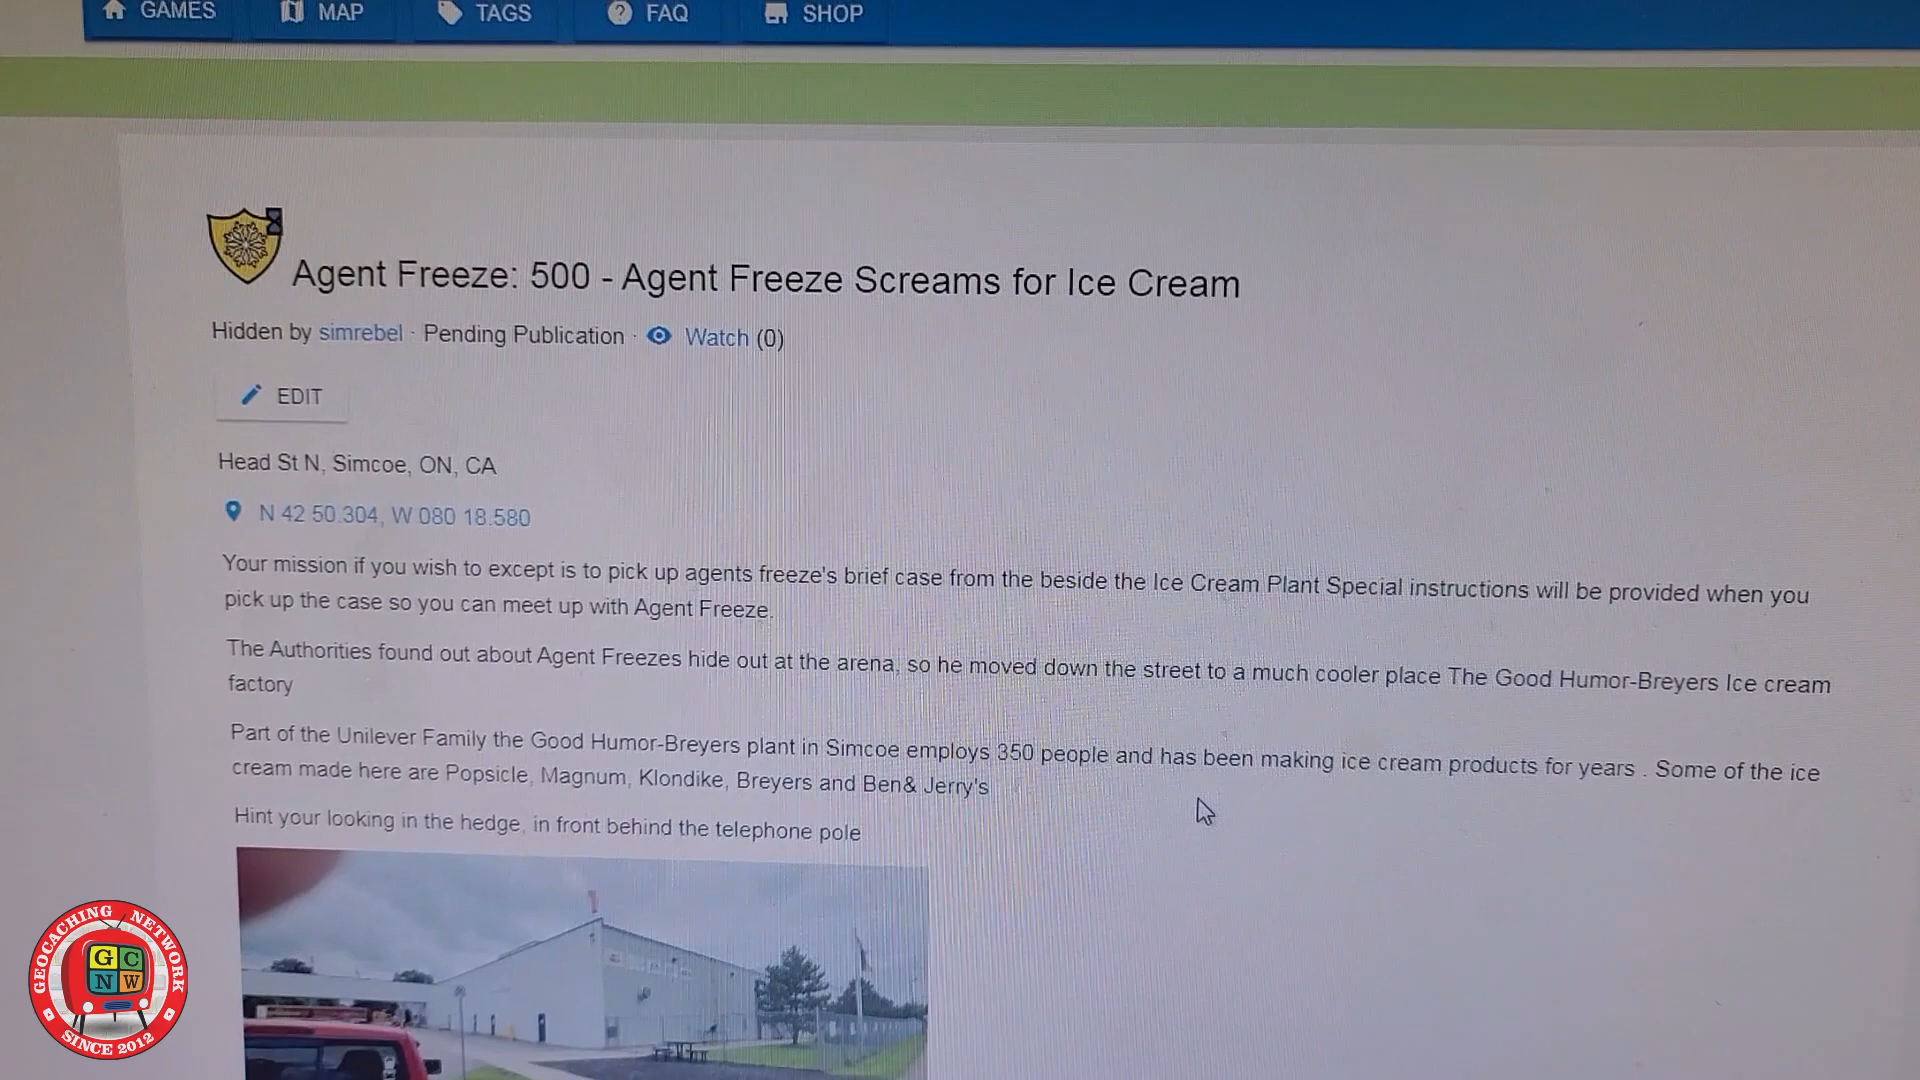 GAMES MAP TAGS FAQ SHOP
Agent Freeze: 500 - Agent Freeze Screams for Ice Cream
Hidden by simrebel · Pending Publication · Watch (0)
EDIT
Head St N, Simcoe, ON, CA
N 42 50.304, W 080 18.580
Your mission if you wish to except is to pick up agents freeze's brief case from the beside the Ice Cream Plant Special instructions will be provided when you
pick up the case so you can meet up with Agent Freeze.
The Authorities found out about Agent Freezes hide out at the arena, so he moved down the street to a much cooler place The Good Humor-Breyers Ice cream
factory
Part of the Unilever Family the Good Humor-Breyers plant in Simcoe employs 350 people and has been making ice cream products for years . Some of the ice
cream made here are Popsicle, Magnum, Klondike, Breyers and Ben& Jerry's
Hint your looking in the hedge, in front behind the telephone pole
GEOCACHING NETWORK
G C
N W
SINCE 2012